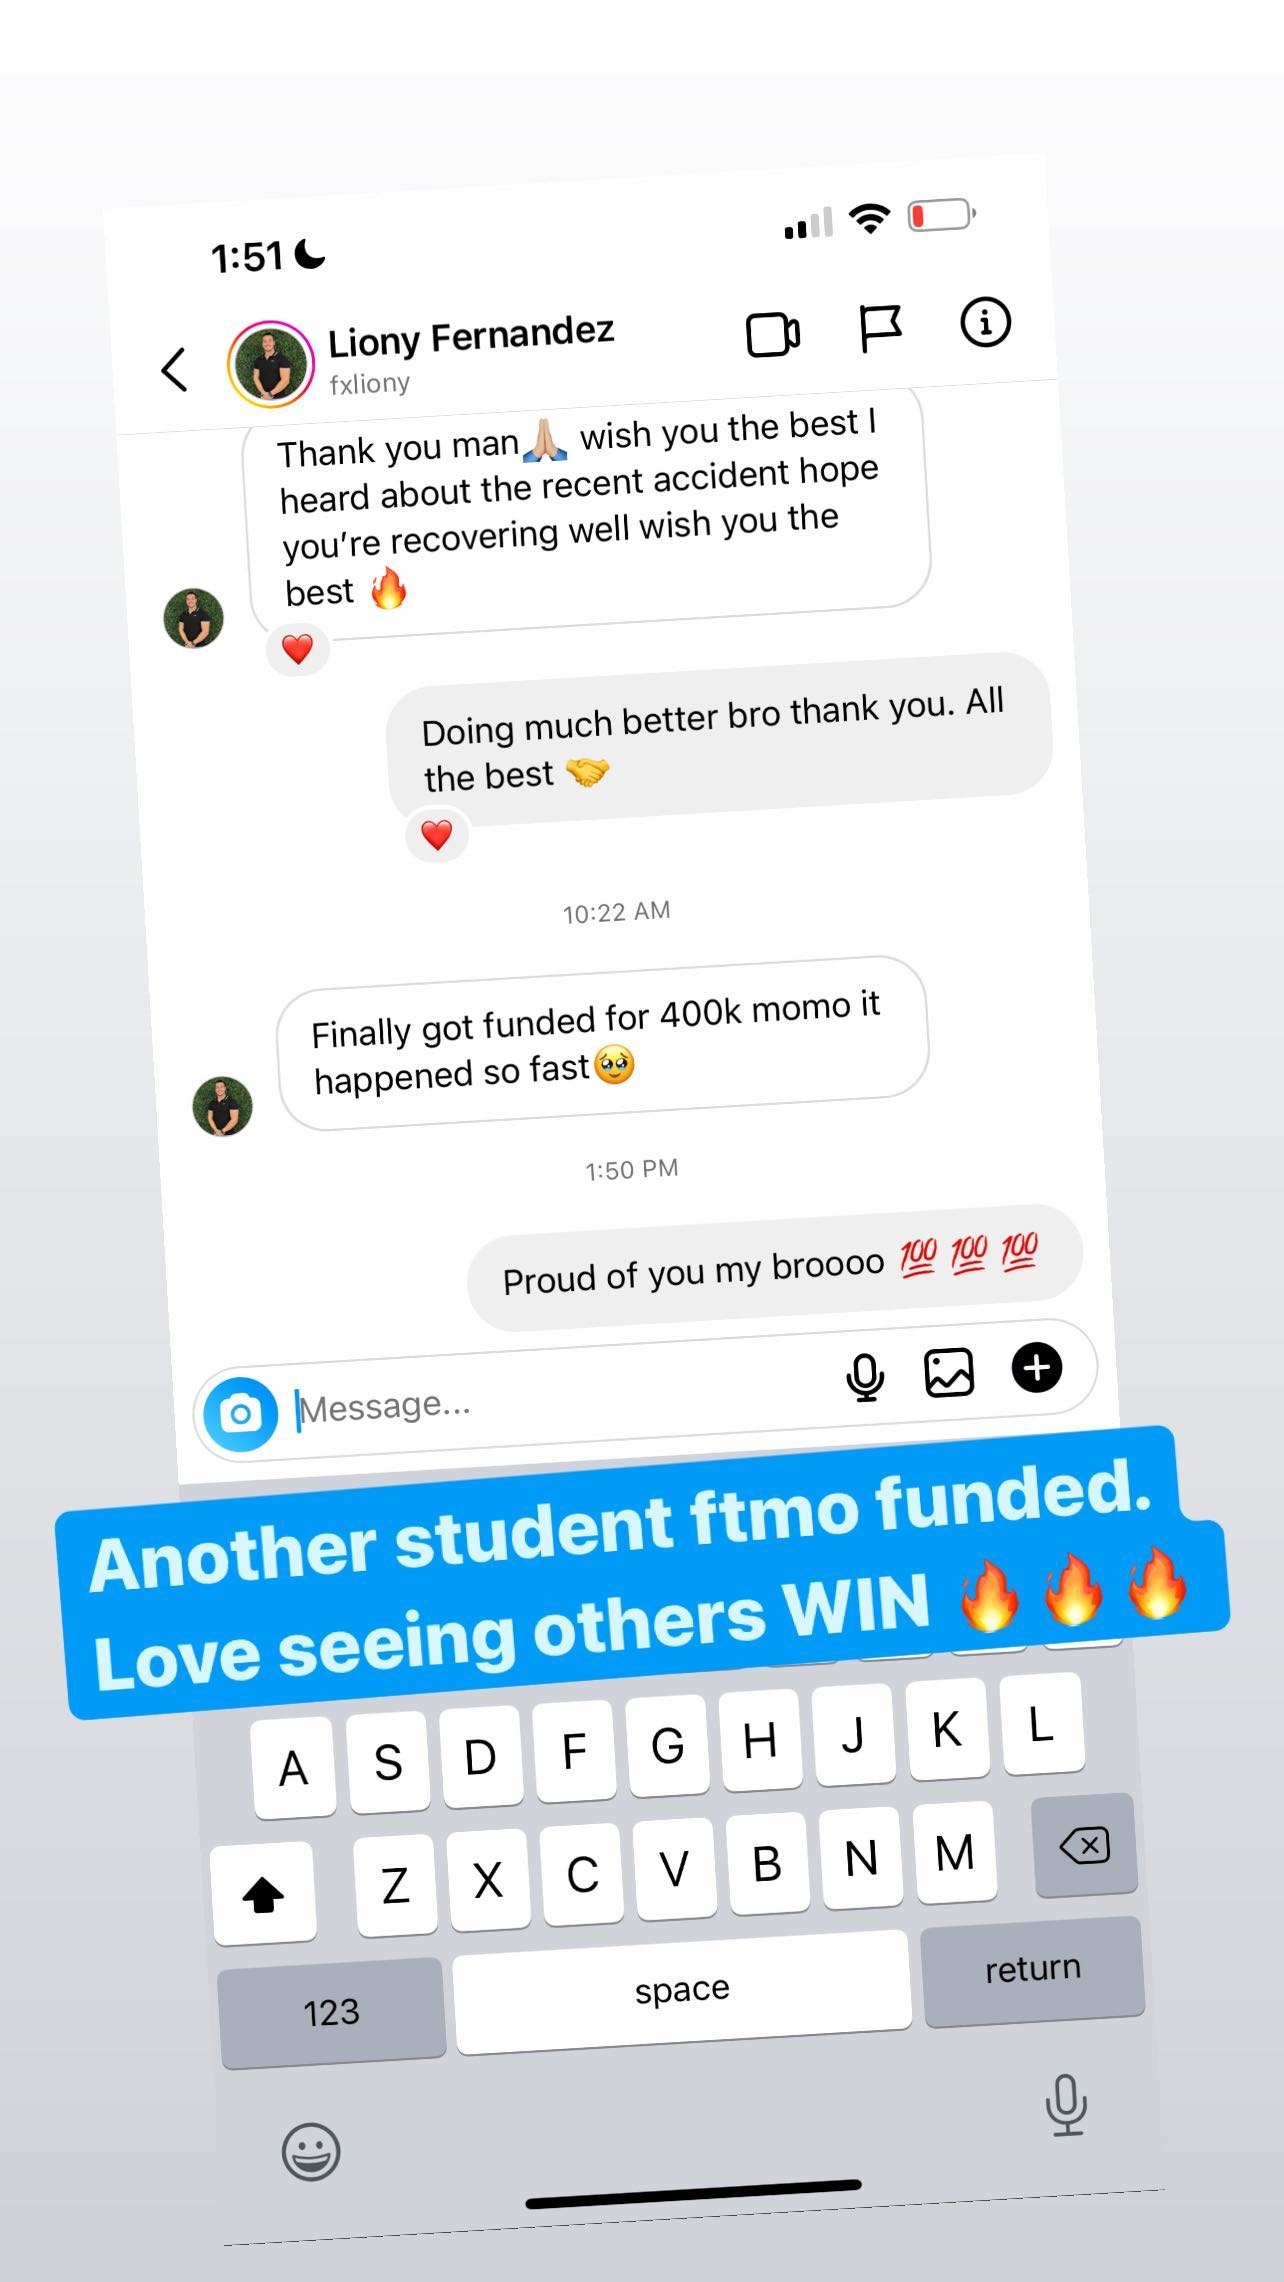 1:51
Liony Fernandez
fxliony
Thank you man🙏🏼 wish you the best I
heard about the recent accident hope
you’re recovering well wish you the
best 🔥
❤️
Doing much better bro thank you. All
the best 🤝
❤️
10:22 AM
Finally got funded for 400k momo it
happened so fast🥹
1:50 PM
Proud of you my broooo 💯 💯 💯
Message...
Another student ftmo funded.
Love seeing others WIN 🔥 🔥 🔥
A S D F G H J K L
Z X C V B N M
123 space return